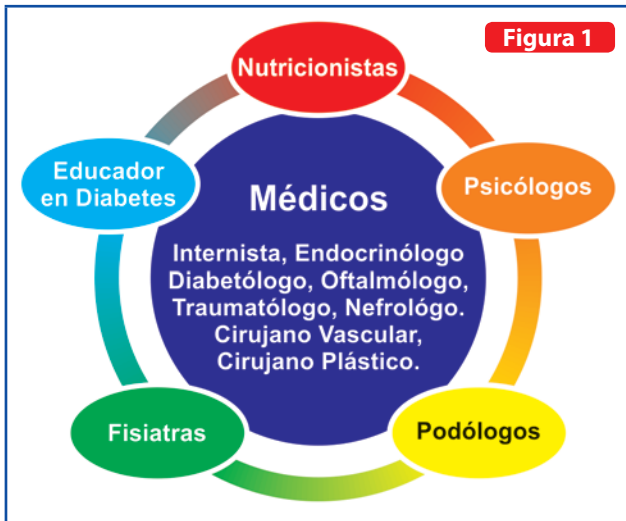 Figura 1
Nutricionistas
Educador
en Diabetes
Psicólogos
Médicos
Internista, Endocrinólogo
Diabetólogo, Oftalmólogo,
Traumatólogo, Nefrológo.
Cirujano Vascular,
Cirujano Plástico.
Fisiatras
Podólogos